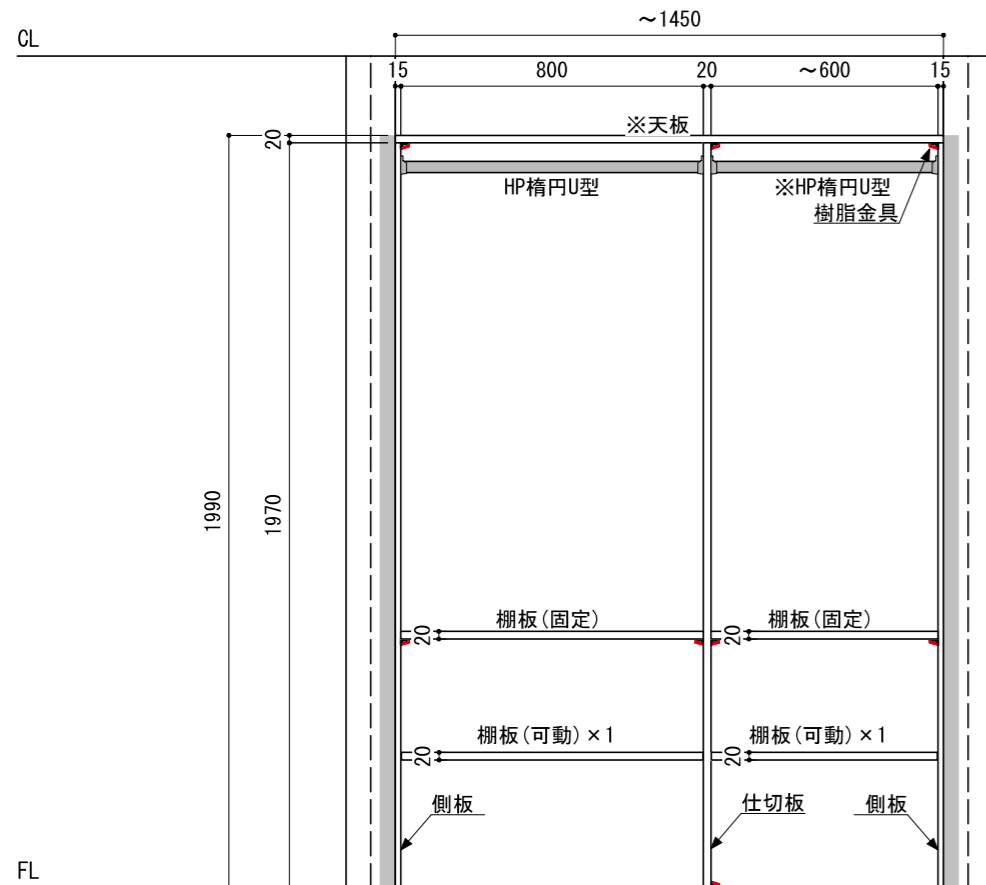 ~1450
CL
15 800 20 ~600 15
※天板
20
HP楕円U型
※HP楕円U型
樹脂金具
1990
1970
棚板(固定)
棚板(固定)
20
20
棚板(可動)×1
棚板(可動)×1
20
20
側板
仕切板
側板
FL